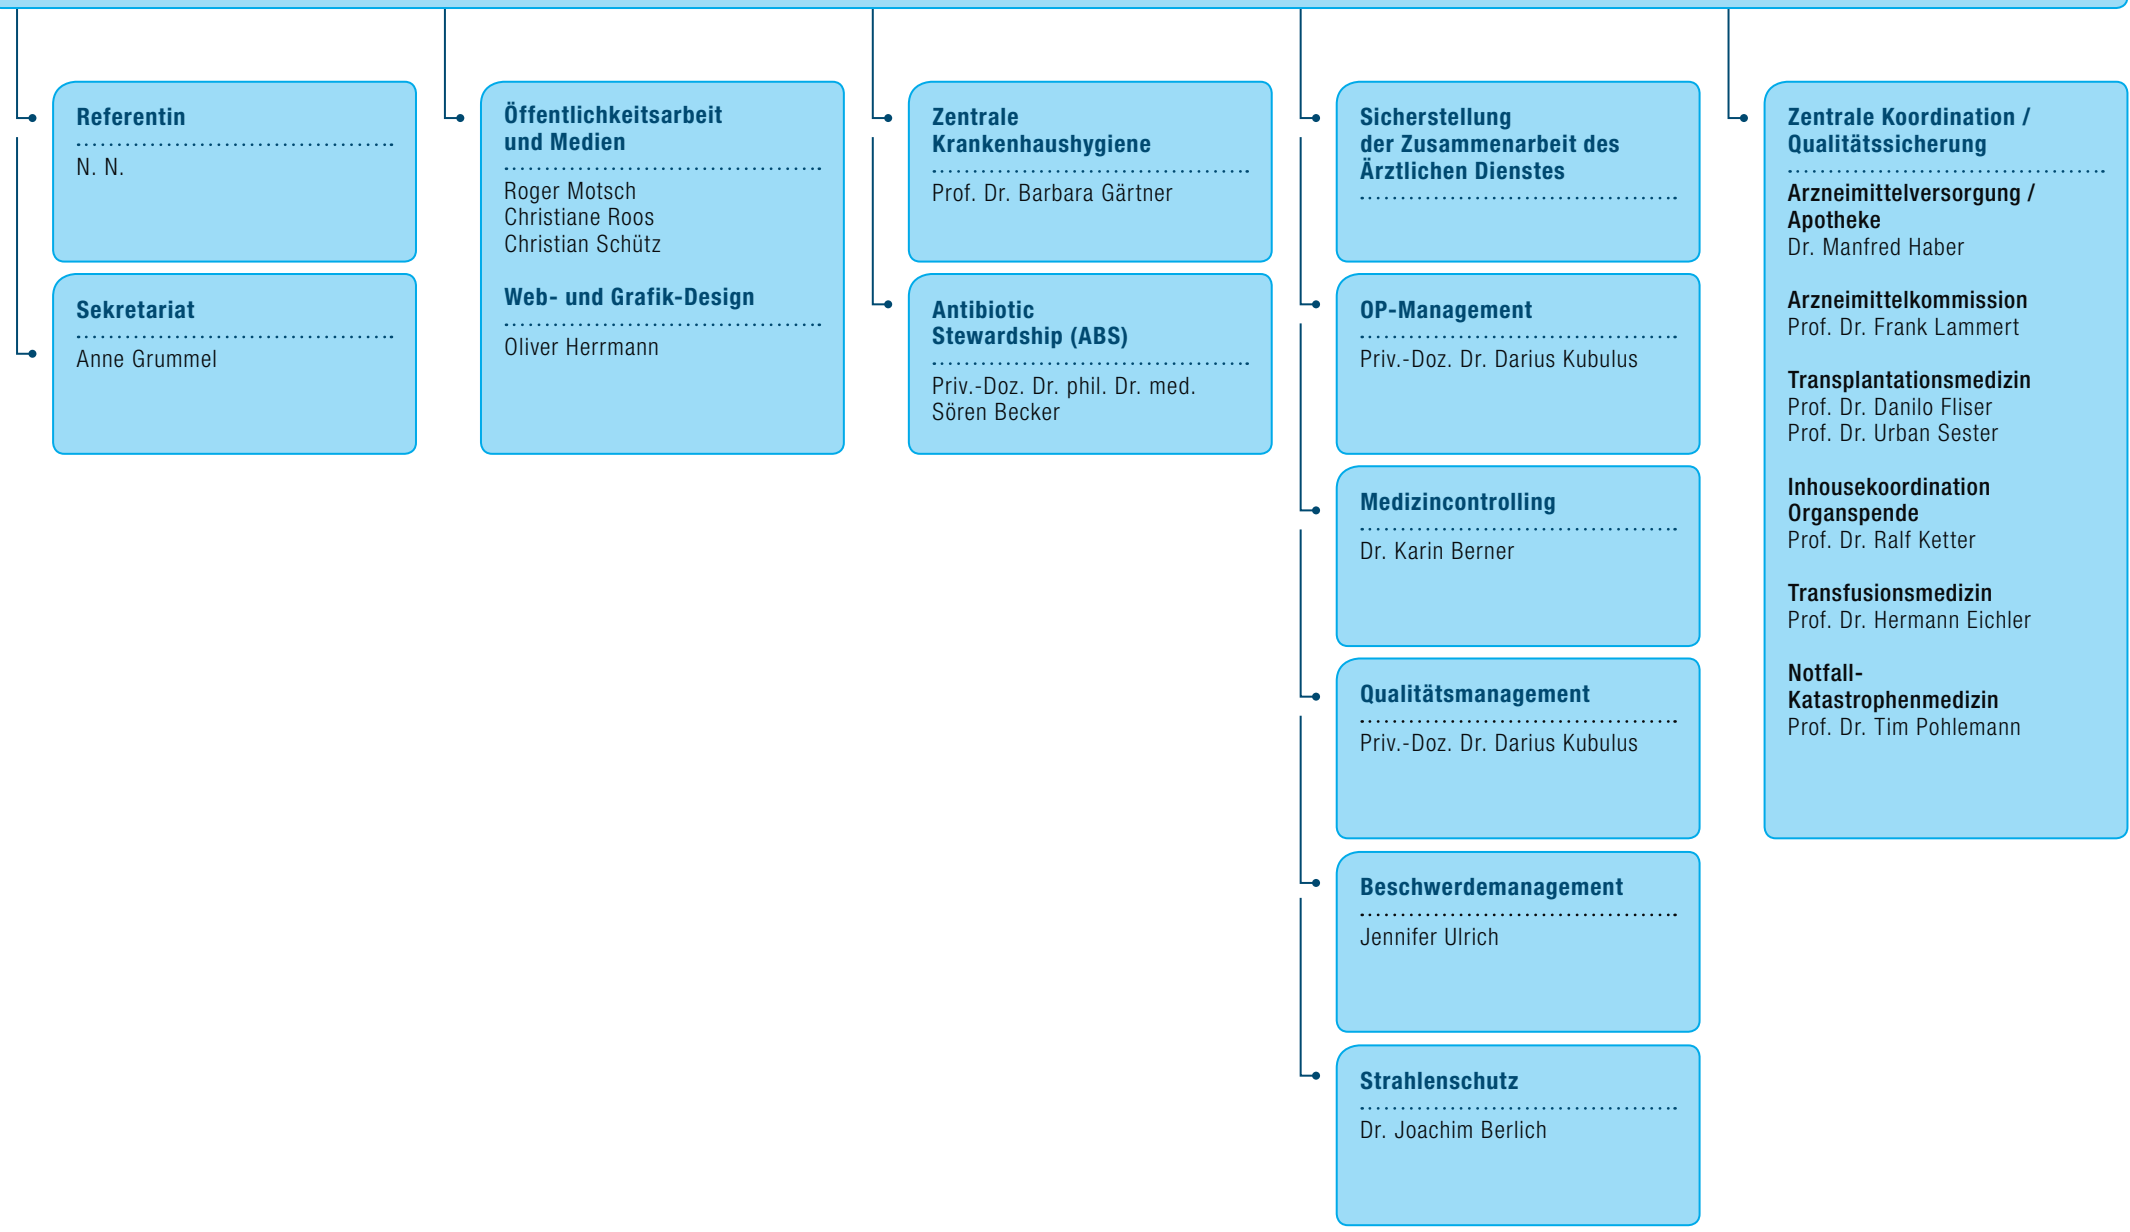 Referentin
N. N.
Sekretariat
Anne Grummel
Öffentlichkeitsarbeit
und Medien
Roger Motsch
Christiane Roos
Christian Schütz
Web- und Grafik-Design
Oliver Herrmann
Zentrale
Krankenhaushygiene
Prof. Dr. Barbara Gärtner
Antibiotic
Stewardship (ABS)
Priv.-Doz. Dr. phil. Dr. med.
Sören Becker
Sicherstellung
der Zusammenarbeit des
Ärztlichen Dienstes
OP-Management
Priv.-Doz. Dr. Darius Kubulus
Medizincontrolling
Dr. Karin Berner
Qualitätsmanagement
Priv.-Doz. Dr. Darius Kubulus
Beschwerdemanagement
Jennifer Ulrich
Strahlenschutz
Dr. Joachim Berlich
Zentrale Koordination /
Qualitätssicherung
Arzneimittelversorgung /
Apotheke
Dr. Manfred Haber
Arzneimittelkommission
Prof. Dr. Frank Lammert
Transplantationsmedizin
Prof. Dr. Danilo Fliser
Prof. Dr. Urban Sester
Inhousekoordination
Organspende
Prof. Dr. Ralf Ketter
Transfusionsmedizin
Prof. Dr. Hermann Eichler
Notfall-
Katastrophenmedizin
Prof. Dr. Tim Pohlemann